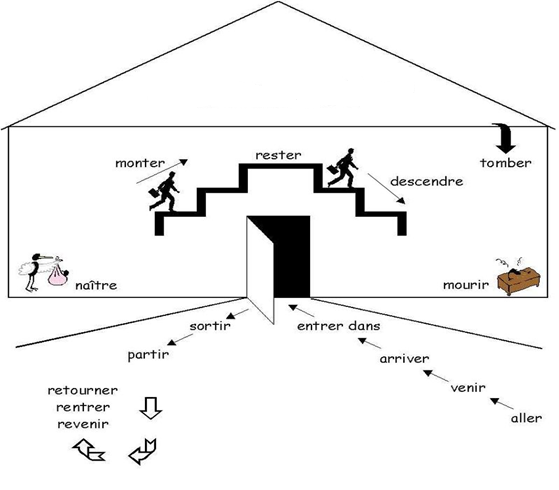 rester
monter
tomber
descendre
naître
mourir
sortir
entrer dans
partir
arriver
venir
retourner
rentrer
revenir
aller